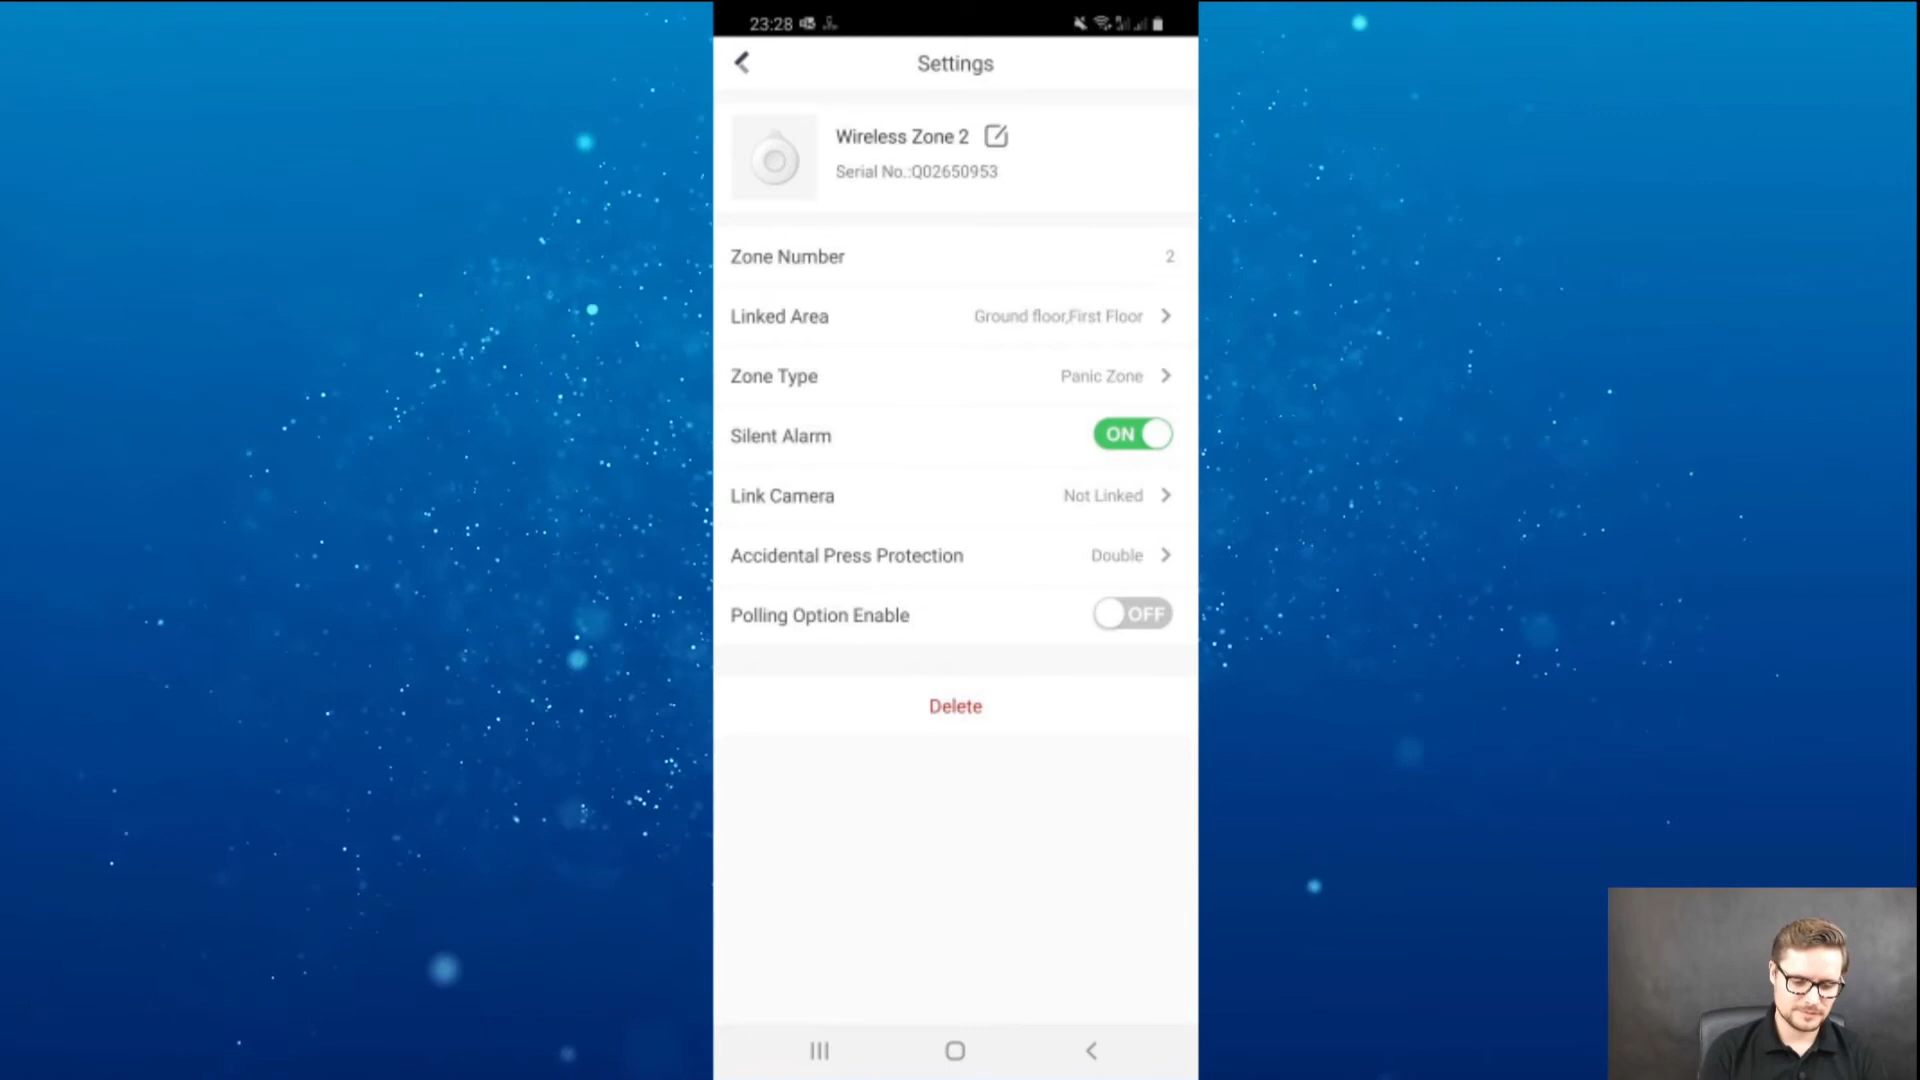 23:28
Settings
Wireless Zone 2
Serial No.:Q02650953
Zone Number 2
Linked Area Ground floor,First Floor
Zone Type Panic Zone
Silent Alarm ON
Link Camera Not Linked
Accidental Press Protection Double
Polling Option Enable OFF
Delete